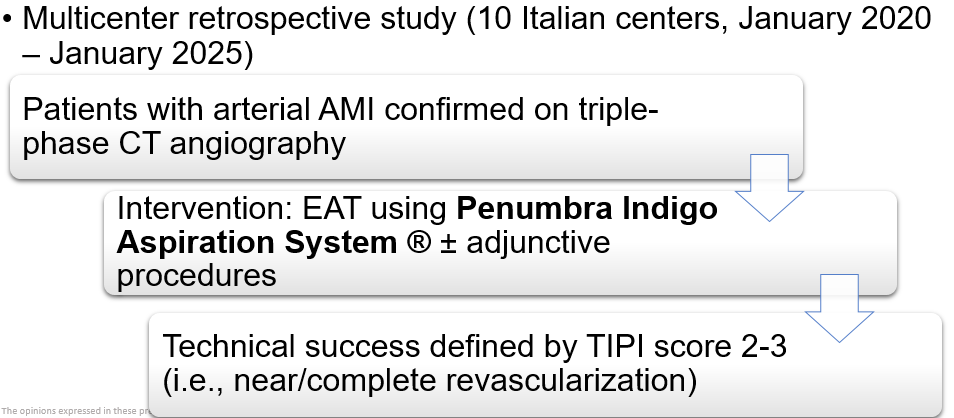 • Multicenter retrospective study (10 Italian centers, January 2020
– January 2025)
Patients with arterial AMI confirmed on triple-
phase CT angiography
Intervention: EAT using Penumbra Indigo
Aspiration System ® ± adjunctive
procedures
Technical success defined by TIPI score 2-3
(i.e., near/complete revascularization)
The opinions expressed in these